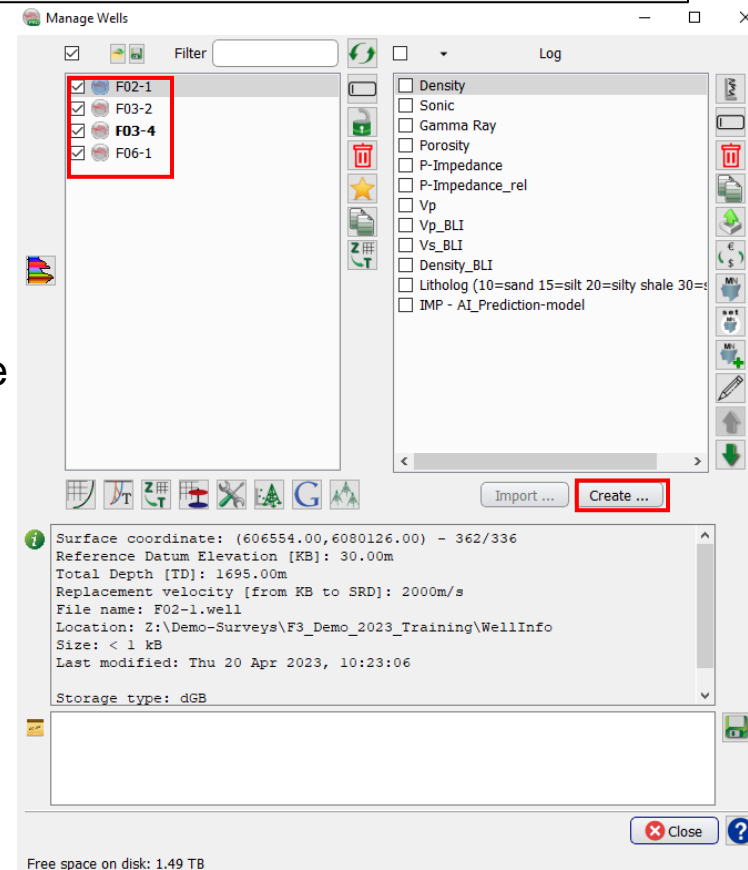 Manage Wells
Filter
Log
F02-1
F03-2
F03-4
F06-1
Density
Sonic
Gamma Ray
Porosity
P-Impedance
P-Impedance_rel
Vp
Vp_BLI
Vs_BLI
Density_BLI
Litholog (10=sand 15=silt 20=silty shale 30=s
IMP - AI_Prediction-model
e
Import ...
Create ...
Surface coordinate: (606554.00,6080126.00) - 362/336
Reference Datum Elevation [KB]: 30.00m
Total Depth [TD]: 1695.00m
Replacement velocity [from KB to SRD]: 2000m/s
File name: F02-1.well
Location: Z:\Demo-Surveys\F3_Demo_2023_Training\WellInfo
Size: < 1 kB
Last modified: Thu 20 Apr 2023, 10:23:06
Storage type: dGB
Close
Free space on disk: 1.49 TB